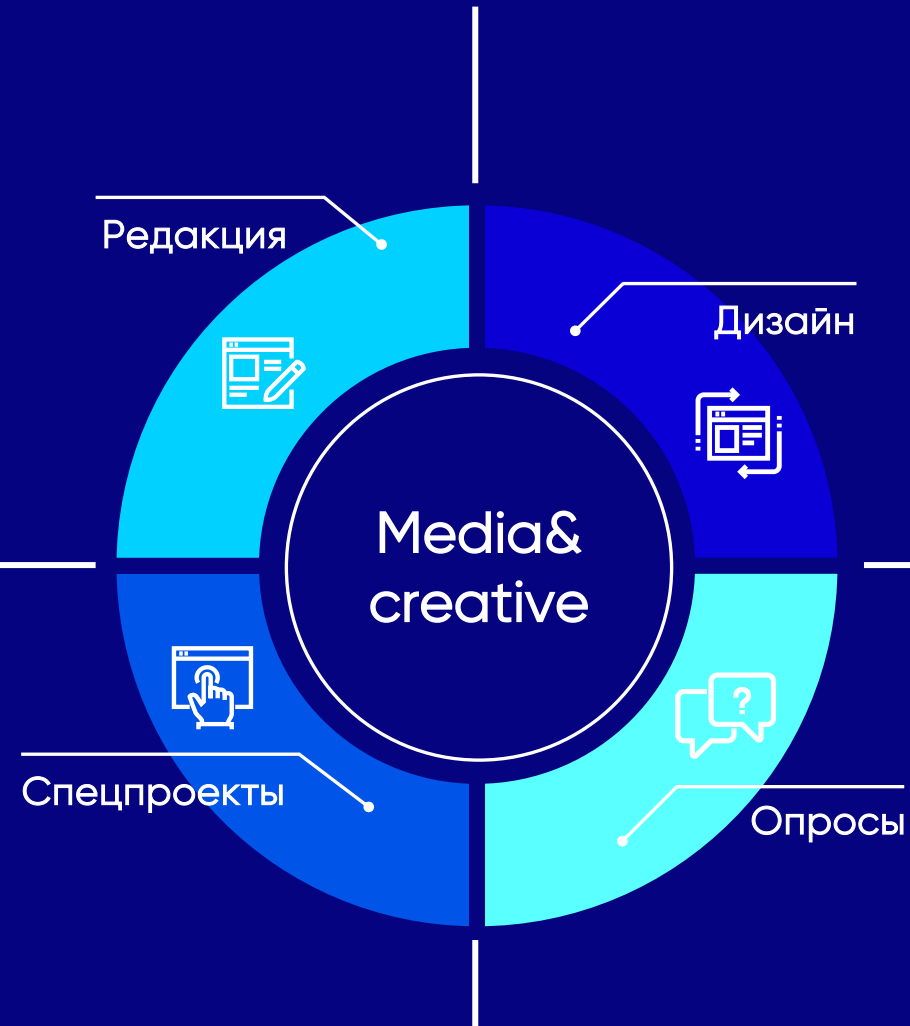 Редакция
Дизайн
Media&
creative
?
Спецпроекты
Опросы